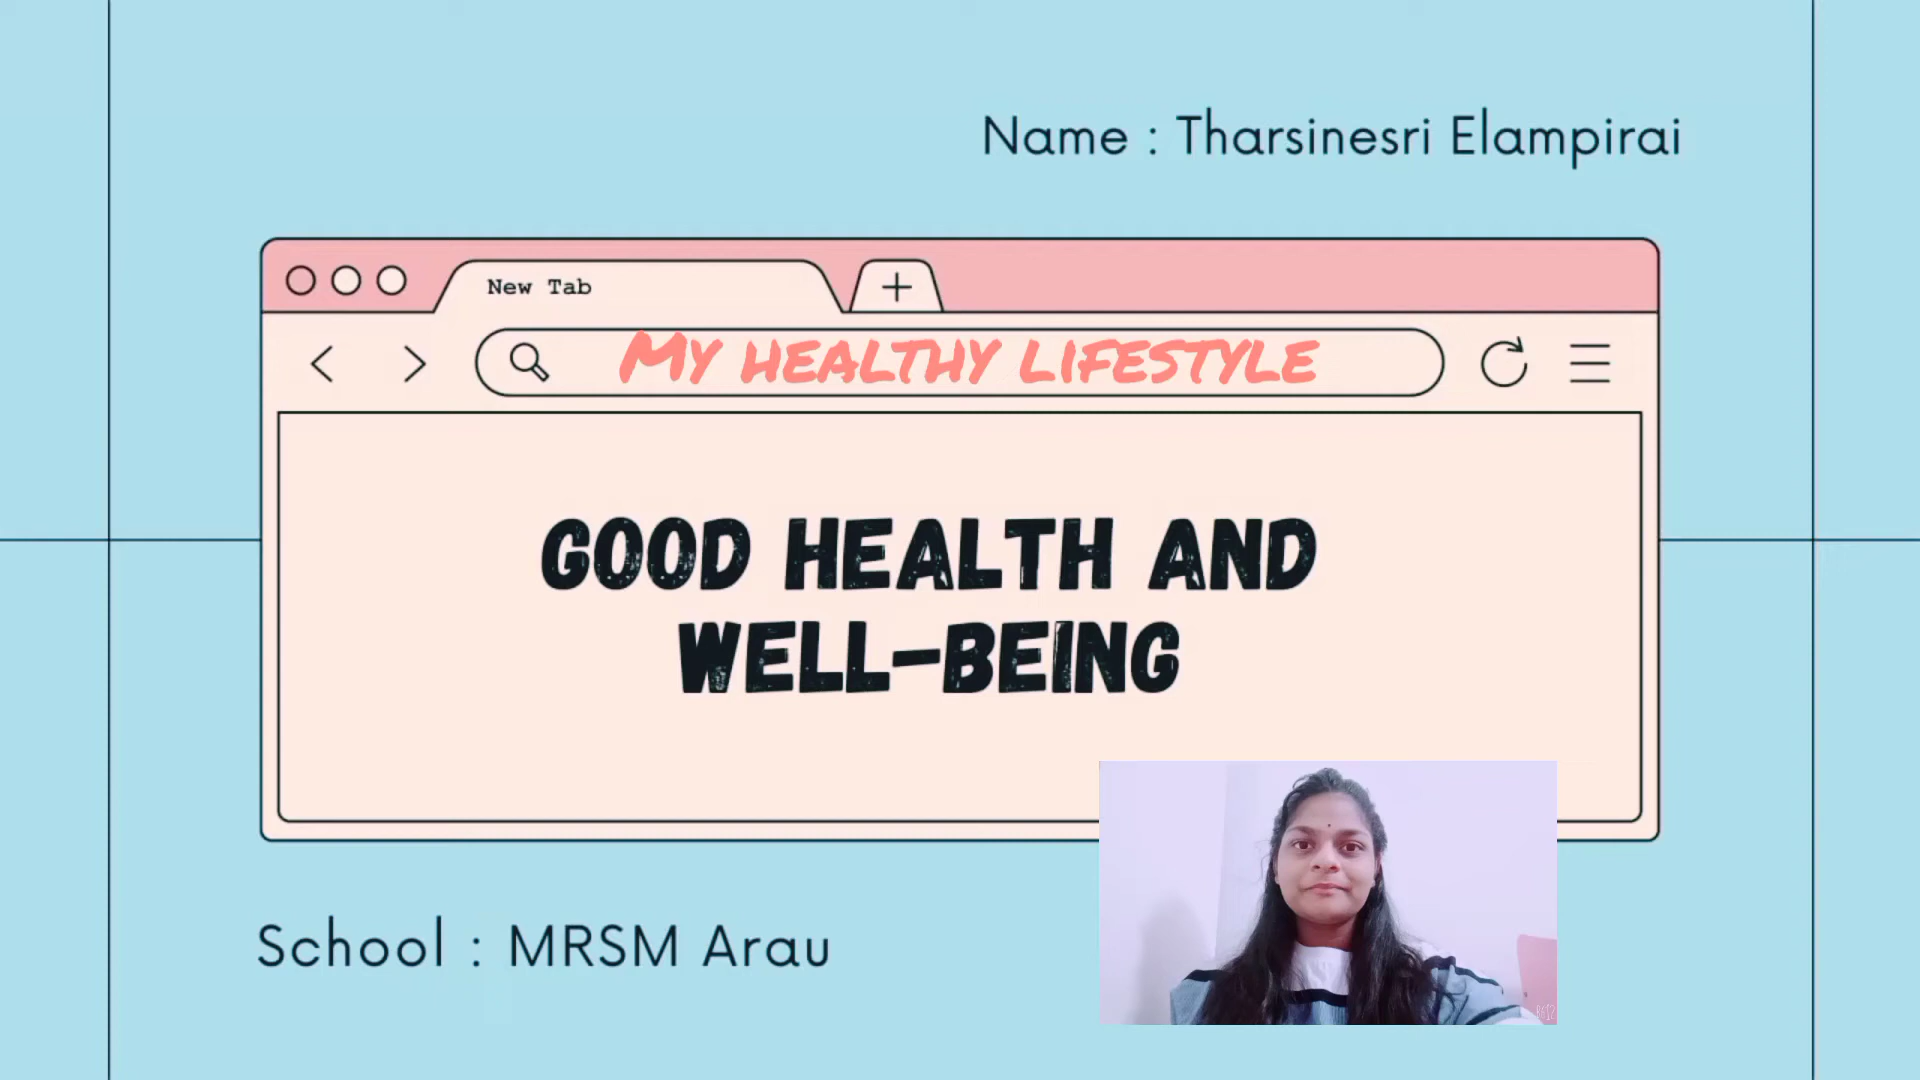 Name : Tharsinesri Elampirai
New Tab
My healthy lifestyle
GOOD HEALTH AND
WELL-BEING
School : MRSM Arau